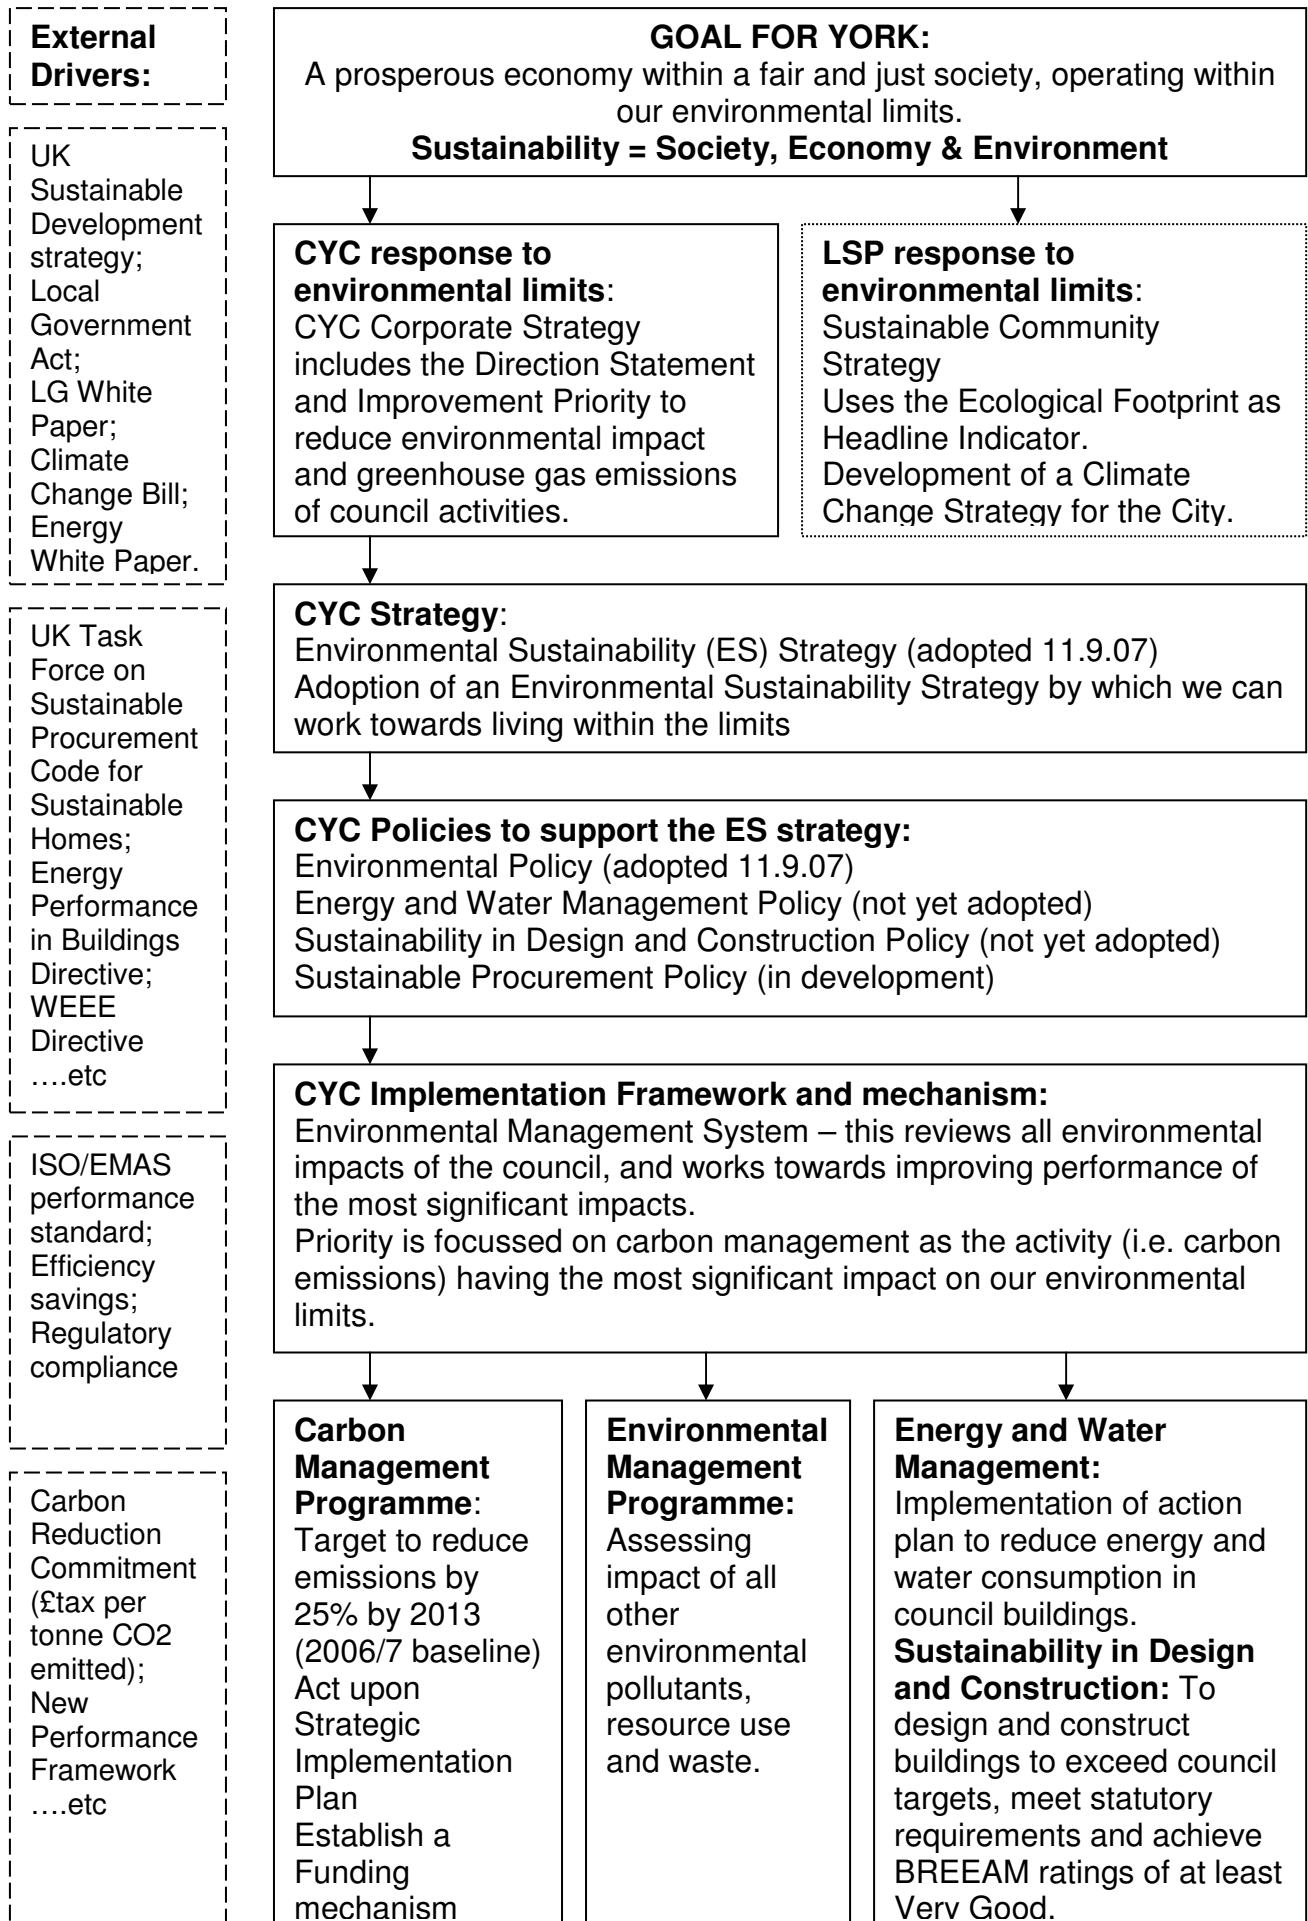 External
Drivers:
UK
Sustainable
Development
strategy;
Local
Government
Act;
LG White
Paper;
Climate
Change Bill;
Energy
White Paper.
UK Task
Force on
Sustainable
Procurement
Code for
Sustainable
Homes;
Energy
Performance
in Buildings
Directive;
WEEE
Directive
….etc
ISO/EMAS
performance
standard;
Efficiency
savings;
Regulatory
compliance
Carbon
Reduction
Commitment
(£tax per
tonne CO2
emitted);
New
Performance
Framework
….etc
GOAL FOR YORK:
A prosperous economy within a fair and just society, operating within
our environmental limits.
Sustainability = Society, Economy & Environment
CYC response to
environmental limits:
CYC Corporate Strategy
includes the Direction Statement
and Improvement Priority to
reduce environmental impact
and greenhouse gas emissions
of council activities.
LSP response to
environmental limits:
Sustainable Community
Strategy
Uses the Ecological Footprint as
Headline Indicator.
Development of a Climate
Change Strategy for the City.
CYC Strategy:
Environmental Sustainability (ES) Strategy (adopted 11.9.07)
Adoption of an Environmental Sustainability Strategy by which we can
work towards living within the limits
CYC Policies to support the ES strategy:
Environmental Policy (adopted 11.9.07)
Energy and Water Management Policy (not yet adopted)
Sustainability in Design and Construction Policy (not yet adopted)
Sustainable Procurement Policy (in development)
CYC Implementation Framework and mechanism:
Environmental Management System – this reviews all environmental
impacts of the council, and works towards improving performance of
the most significant impacts.
Priority is focussed on carbon management as the activity (i.e. carbon
emissions) having the most significant impact on our environmental
limits.
Carbon
Management
Programme:
Target to reduce
emissions by
25% by 2013
(2006/7 baseline)
Act upon
Strategic
Implementation
Plan
Establish a
Funding
mechanism
Environmental
Management
Programme:
Assessing
impact of all
other
environmental
pollutants,
resource use
and waste.
Energy and Water
Management:
Implementation of action
plan to reduce energy and
water consumption in
council buildings.
Sustainability in Design
and Construction: To
design and construct
buildings to exceed council
targets, meet statutory
requirements and achieve
BREEAM ratings of at least
Very Good.